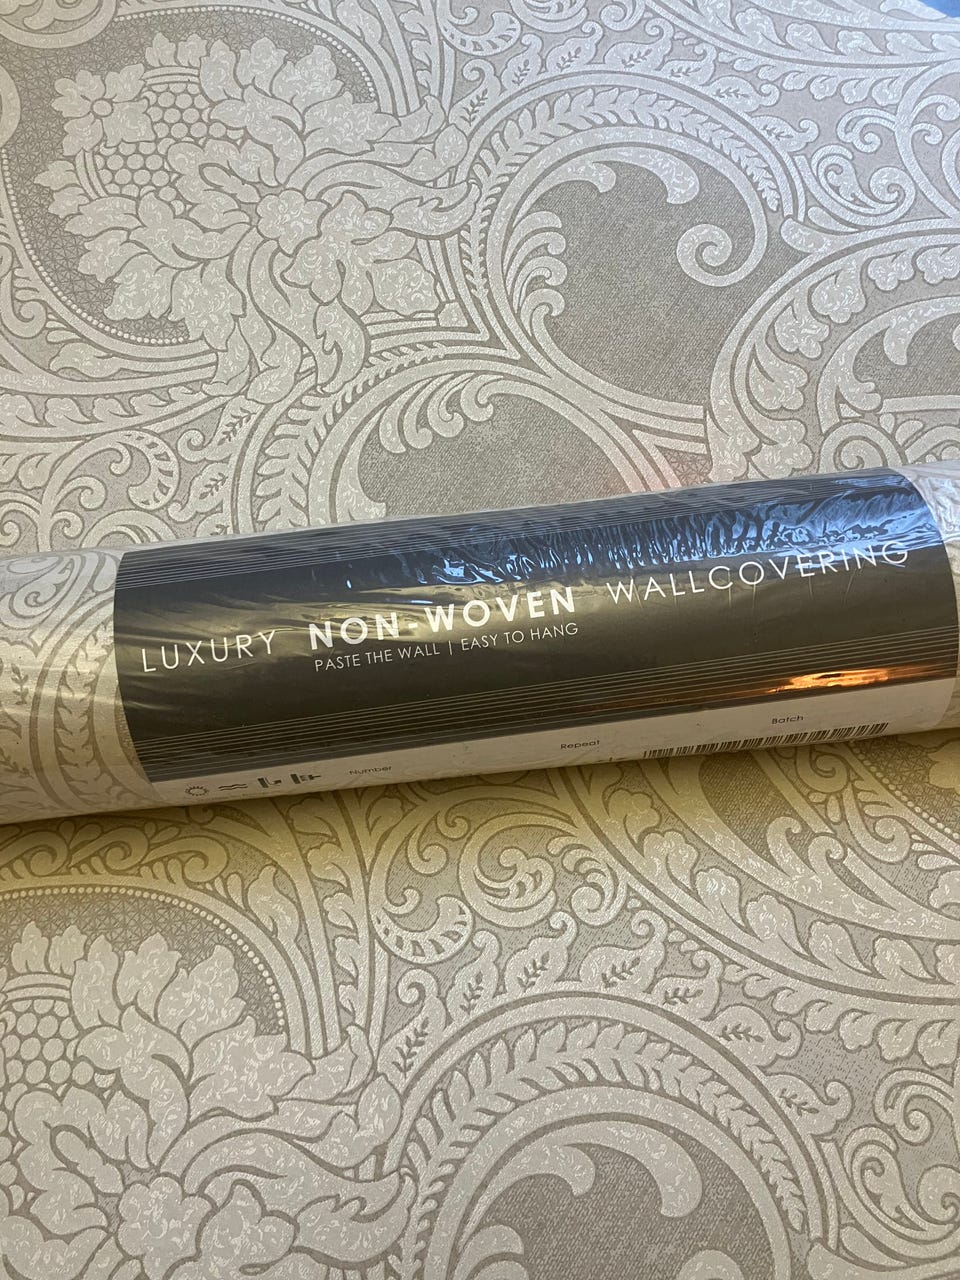 LUXURY NON-WOVEN WALLCOVERING
PASTE THE WALL | EASY TO HANG
Number Repeat Batch